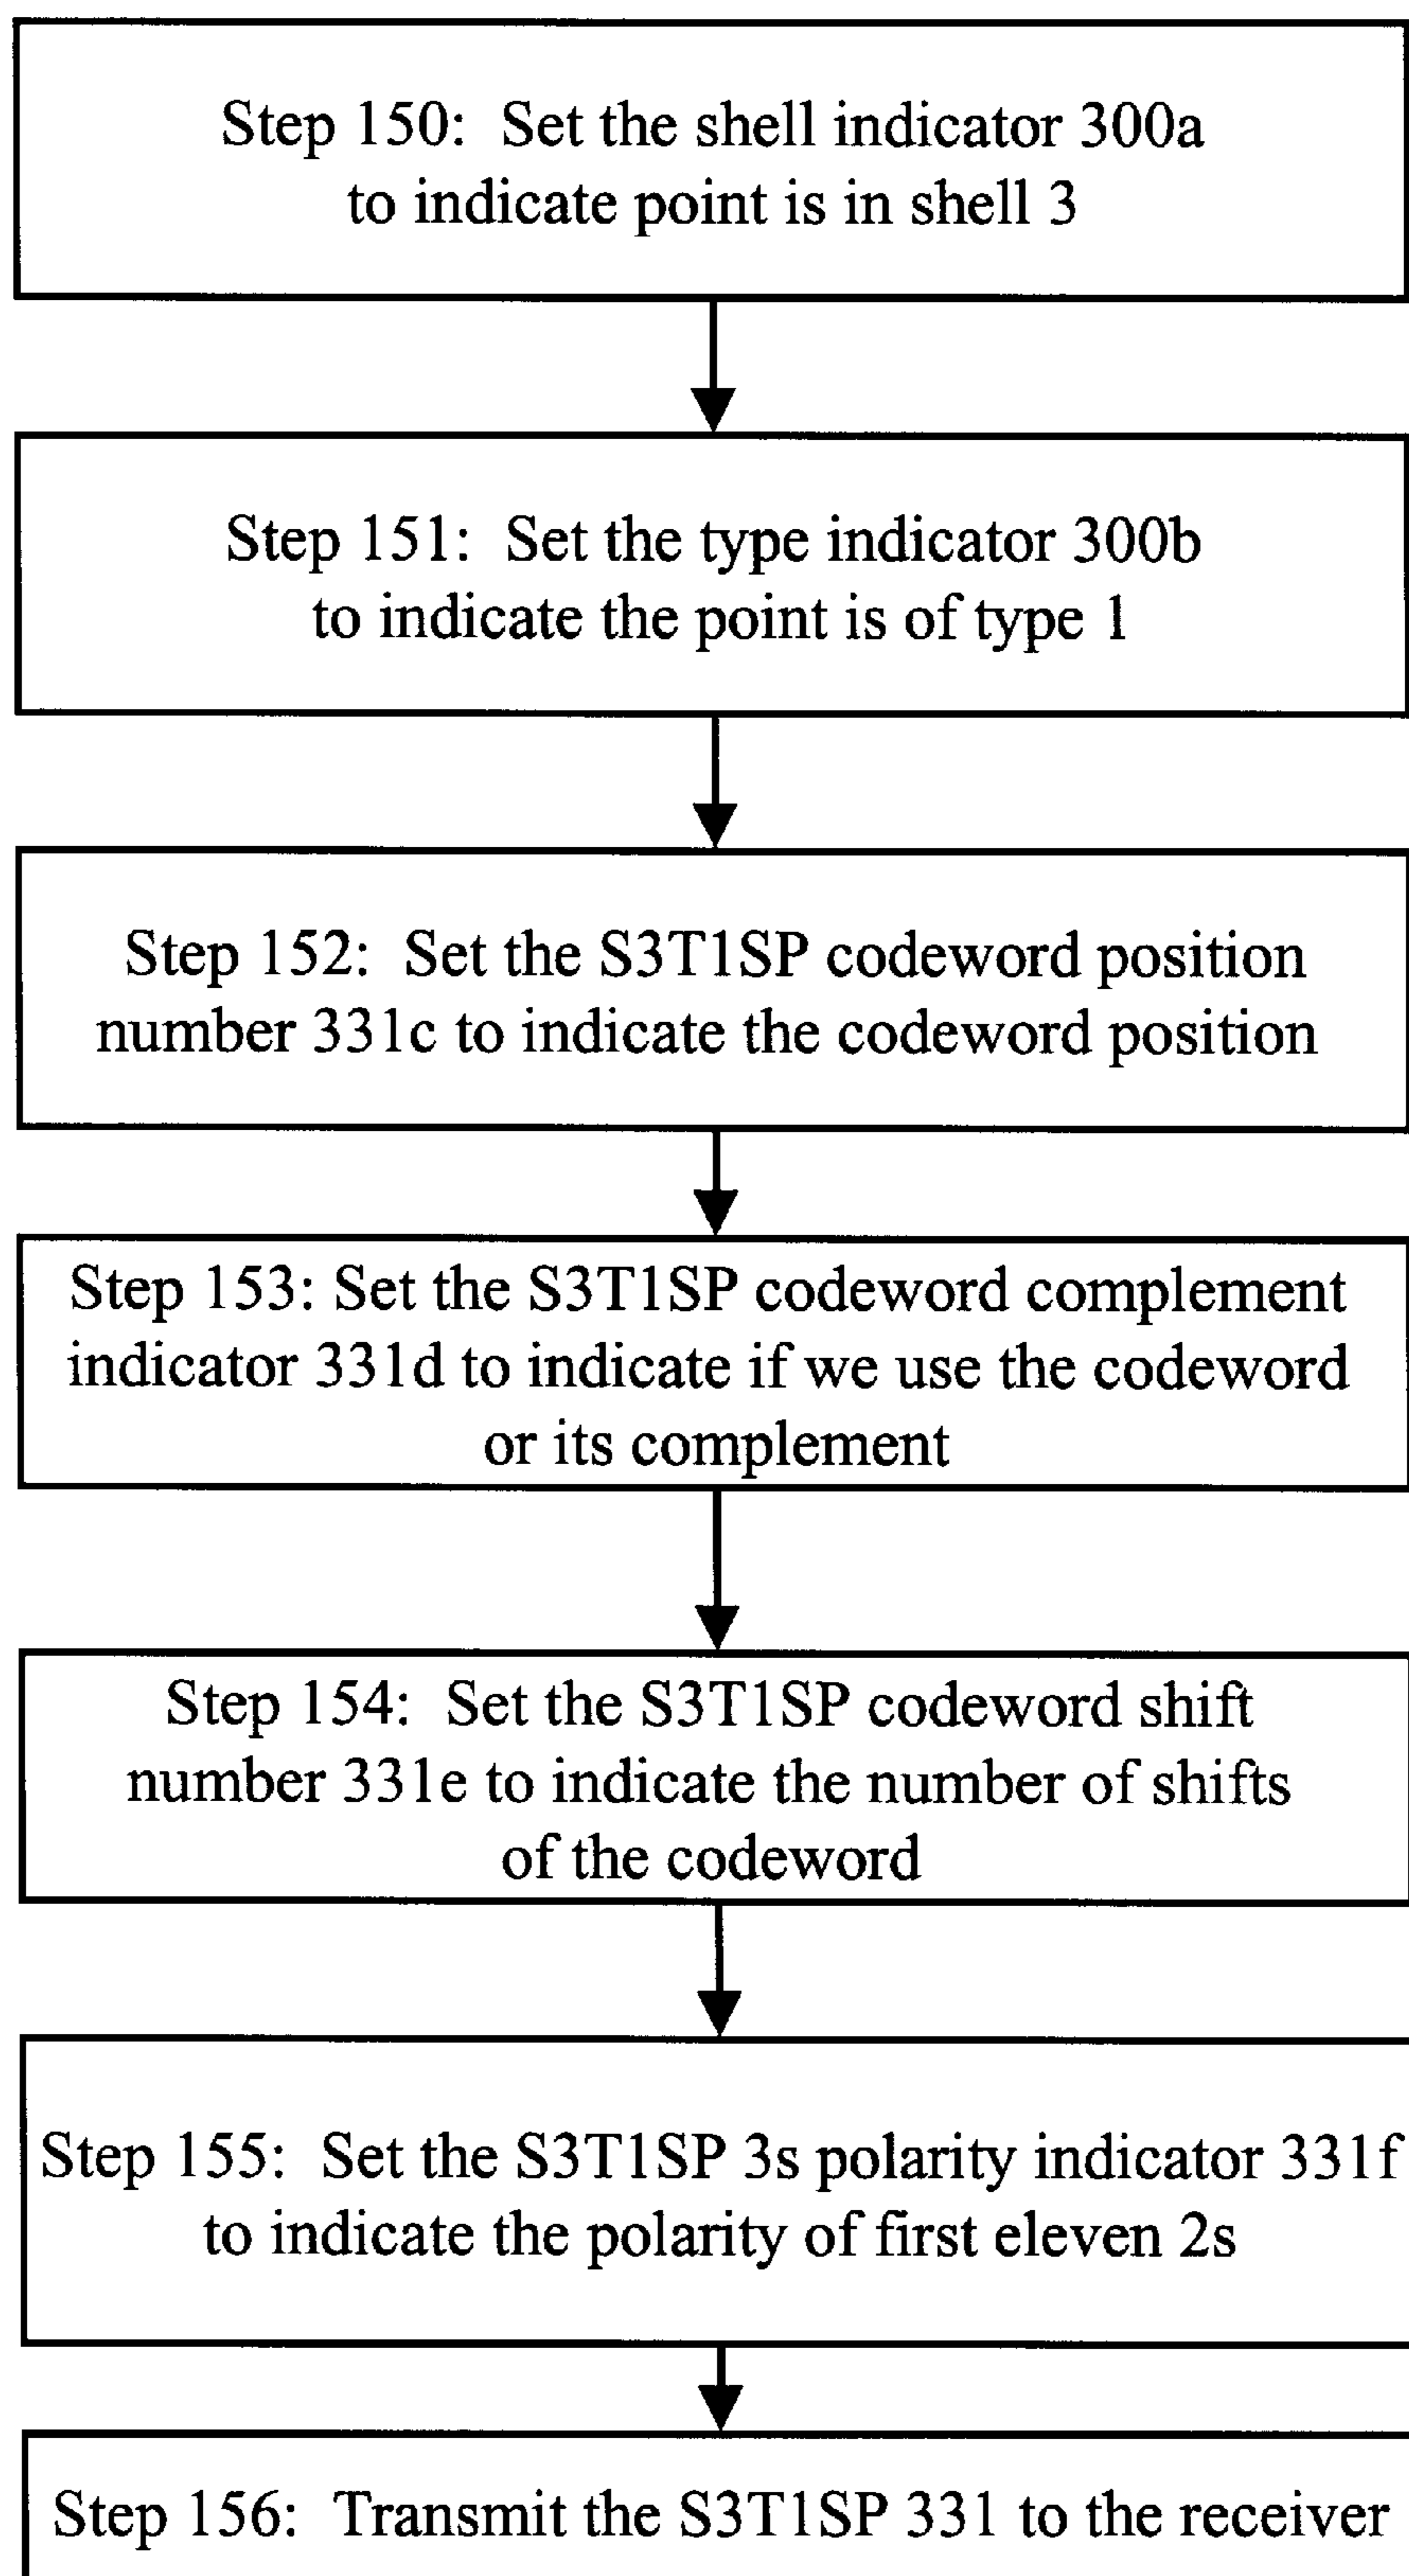 Step 150: Set the shell indicator 300a
to indicate point is in shell 3
Step 151: Set the type indicator 300b
to indicate the point is of type 1
Step 152: Set the S3T1SP codeword position
number 331c to indicate the codeword position
Step 153: Set the S3T1SP codeword complement
indicator 331d to indicate if we use the codeword
or its complement
Step 154: Set the S3T1SP codeword shift
number 331e to indicate the number of shifts
of the codeword
Step 155: Set the S3T1SP 3s polarity indicator 331f
to indicate the polarity of first eleven 2s
Step 156: Transmit the S3T1SP 331 to the receiver